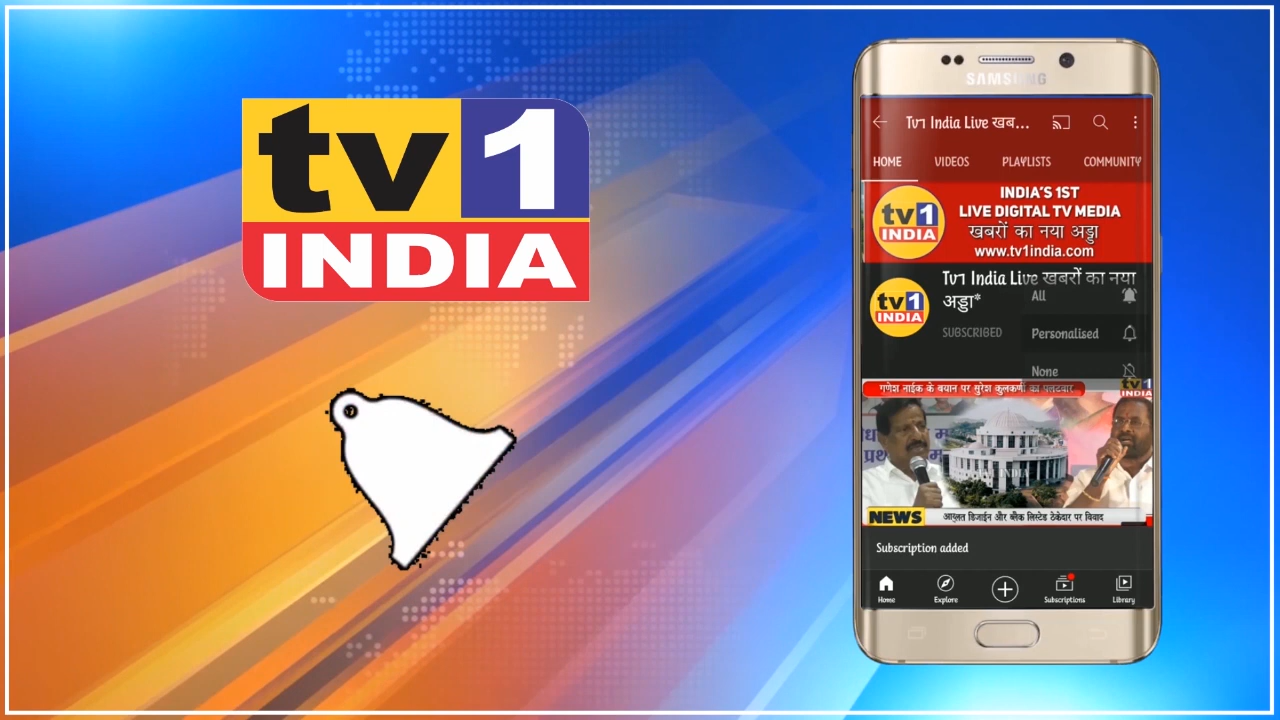 tv1
INDIA
SAMSUNG
Tv1 India Live खब...
HOME VIDEOS PLAYLISTS COMMUNITY
tv1
INDIA
INDIA'S 1ST
LIVE DIGITAL TV MEDIA
खबरों का नया अड्डा
www.tv1india.com
tv1
INDIA
Tv1 India Live खबरों का नया
अड्डा*
SUBSCRIBED
All
Personalised
None
गणेश नाईक के बयान पर सुरेश कुलकर्णी का पलटवार
tv1
INDIA
NEWS
डिजाईन और ब्लैक लिस्टेड ठेकेदार पर विवाद
Subscription added
Home Explore Subscriptions Library